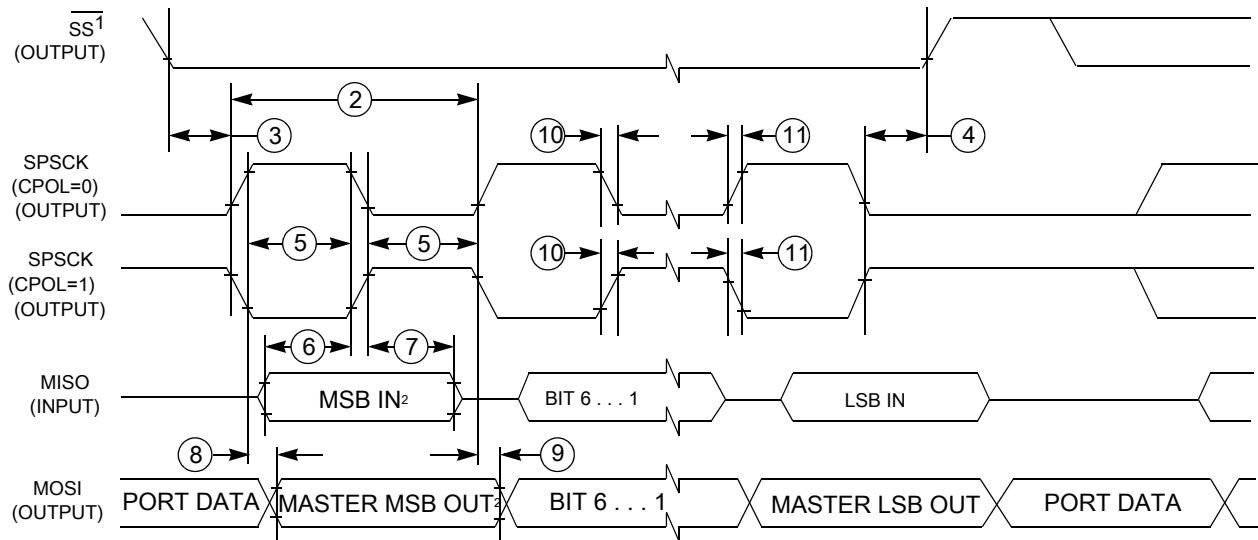 SS1
(OUTPUT)
2
3
10
11
4
SPSCK
(CPOL=0)
(OUTPUT)
5
5
SPSCK
(CPOL=1)
(OUTPUT)
10
11
6
7
MISO
(INPUT)
MSB IN2
BIT 6 . . . 1
LSB IN
8
9
MOSI
(OUTPUT)
PORT DATA
MASTER MSB OUT2
BIT 6 . . . 1
MASTER LSB OUT
PORT DATA